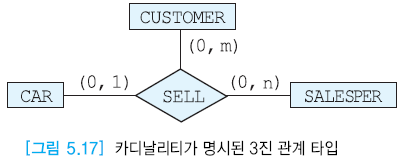 CUSTOMER
(0, m)
(0, 1)
(0, n)
CAR
SELL
SALESPER
[그림 5.17] 카디날리티가 명시된 3진 관계 타입